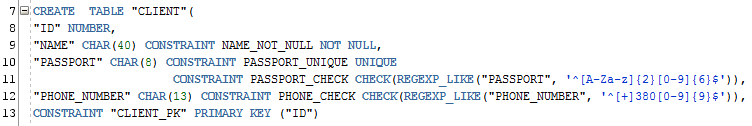 7 CREATE TABLE "CLIENT"(
8 "ID" NUMBER,
9 "NAME" CHAR(40) CONSTRAINT NAME_NOT_NULL NOT NULL,
10 "PASSPORT" CHAR(8) CONSTRAINT PASSPORT_UNIQUE UNIQUE
11 CONSTRAINT PASSPORT_CHECK CHECK(REGEXP_LIKE("PASSPORT", '^[A-Za-z]{2}[0-9]{6}$')),
12 "PHONE_NUMBER" CHAR(13) CONSTRAINT PHONE_CHECK CHECK(REGEXP_LIKE("PHONE_NUMBER", '^[+]380[0-9]{9}$')),
13 CONSTRAINT "CLIENT_PK" PRIMARY KEY ("ID")